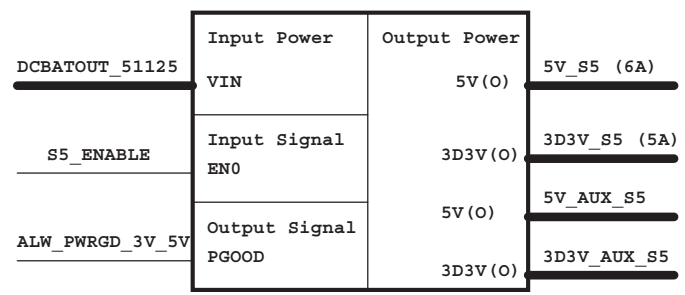 Input Power
Output Power
DCBATOUT_51125
VIN
5V(O)
5V_S5 (6A)
Input Signal
S5_ENABLE
EN0
3D3V(O)
3D3V_S5 (5A)
5V(O)
5V_AUX_S5
Output Signal
ALW_PWRGD_3V_5V
PGOOD
3D3V(O)
3D3V_AUX_S5